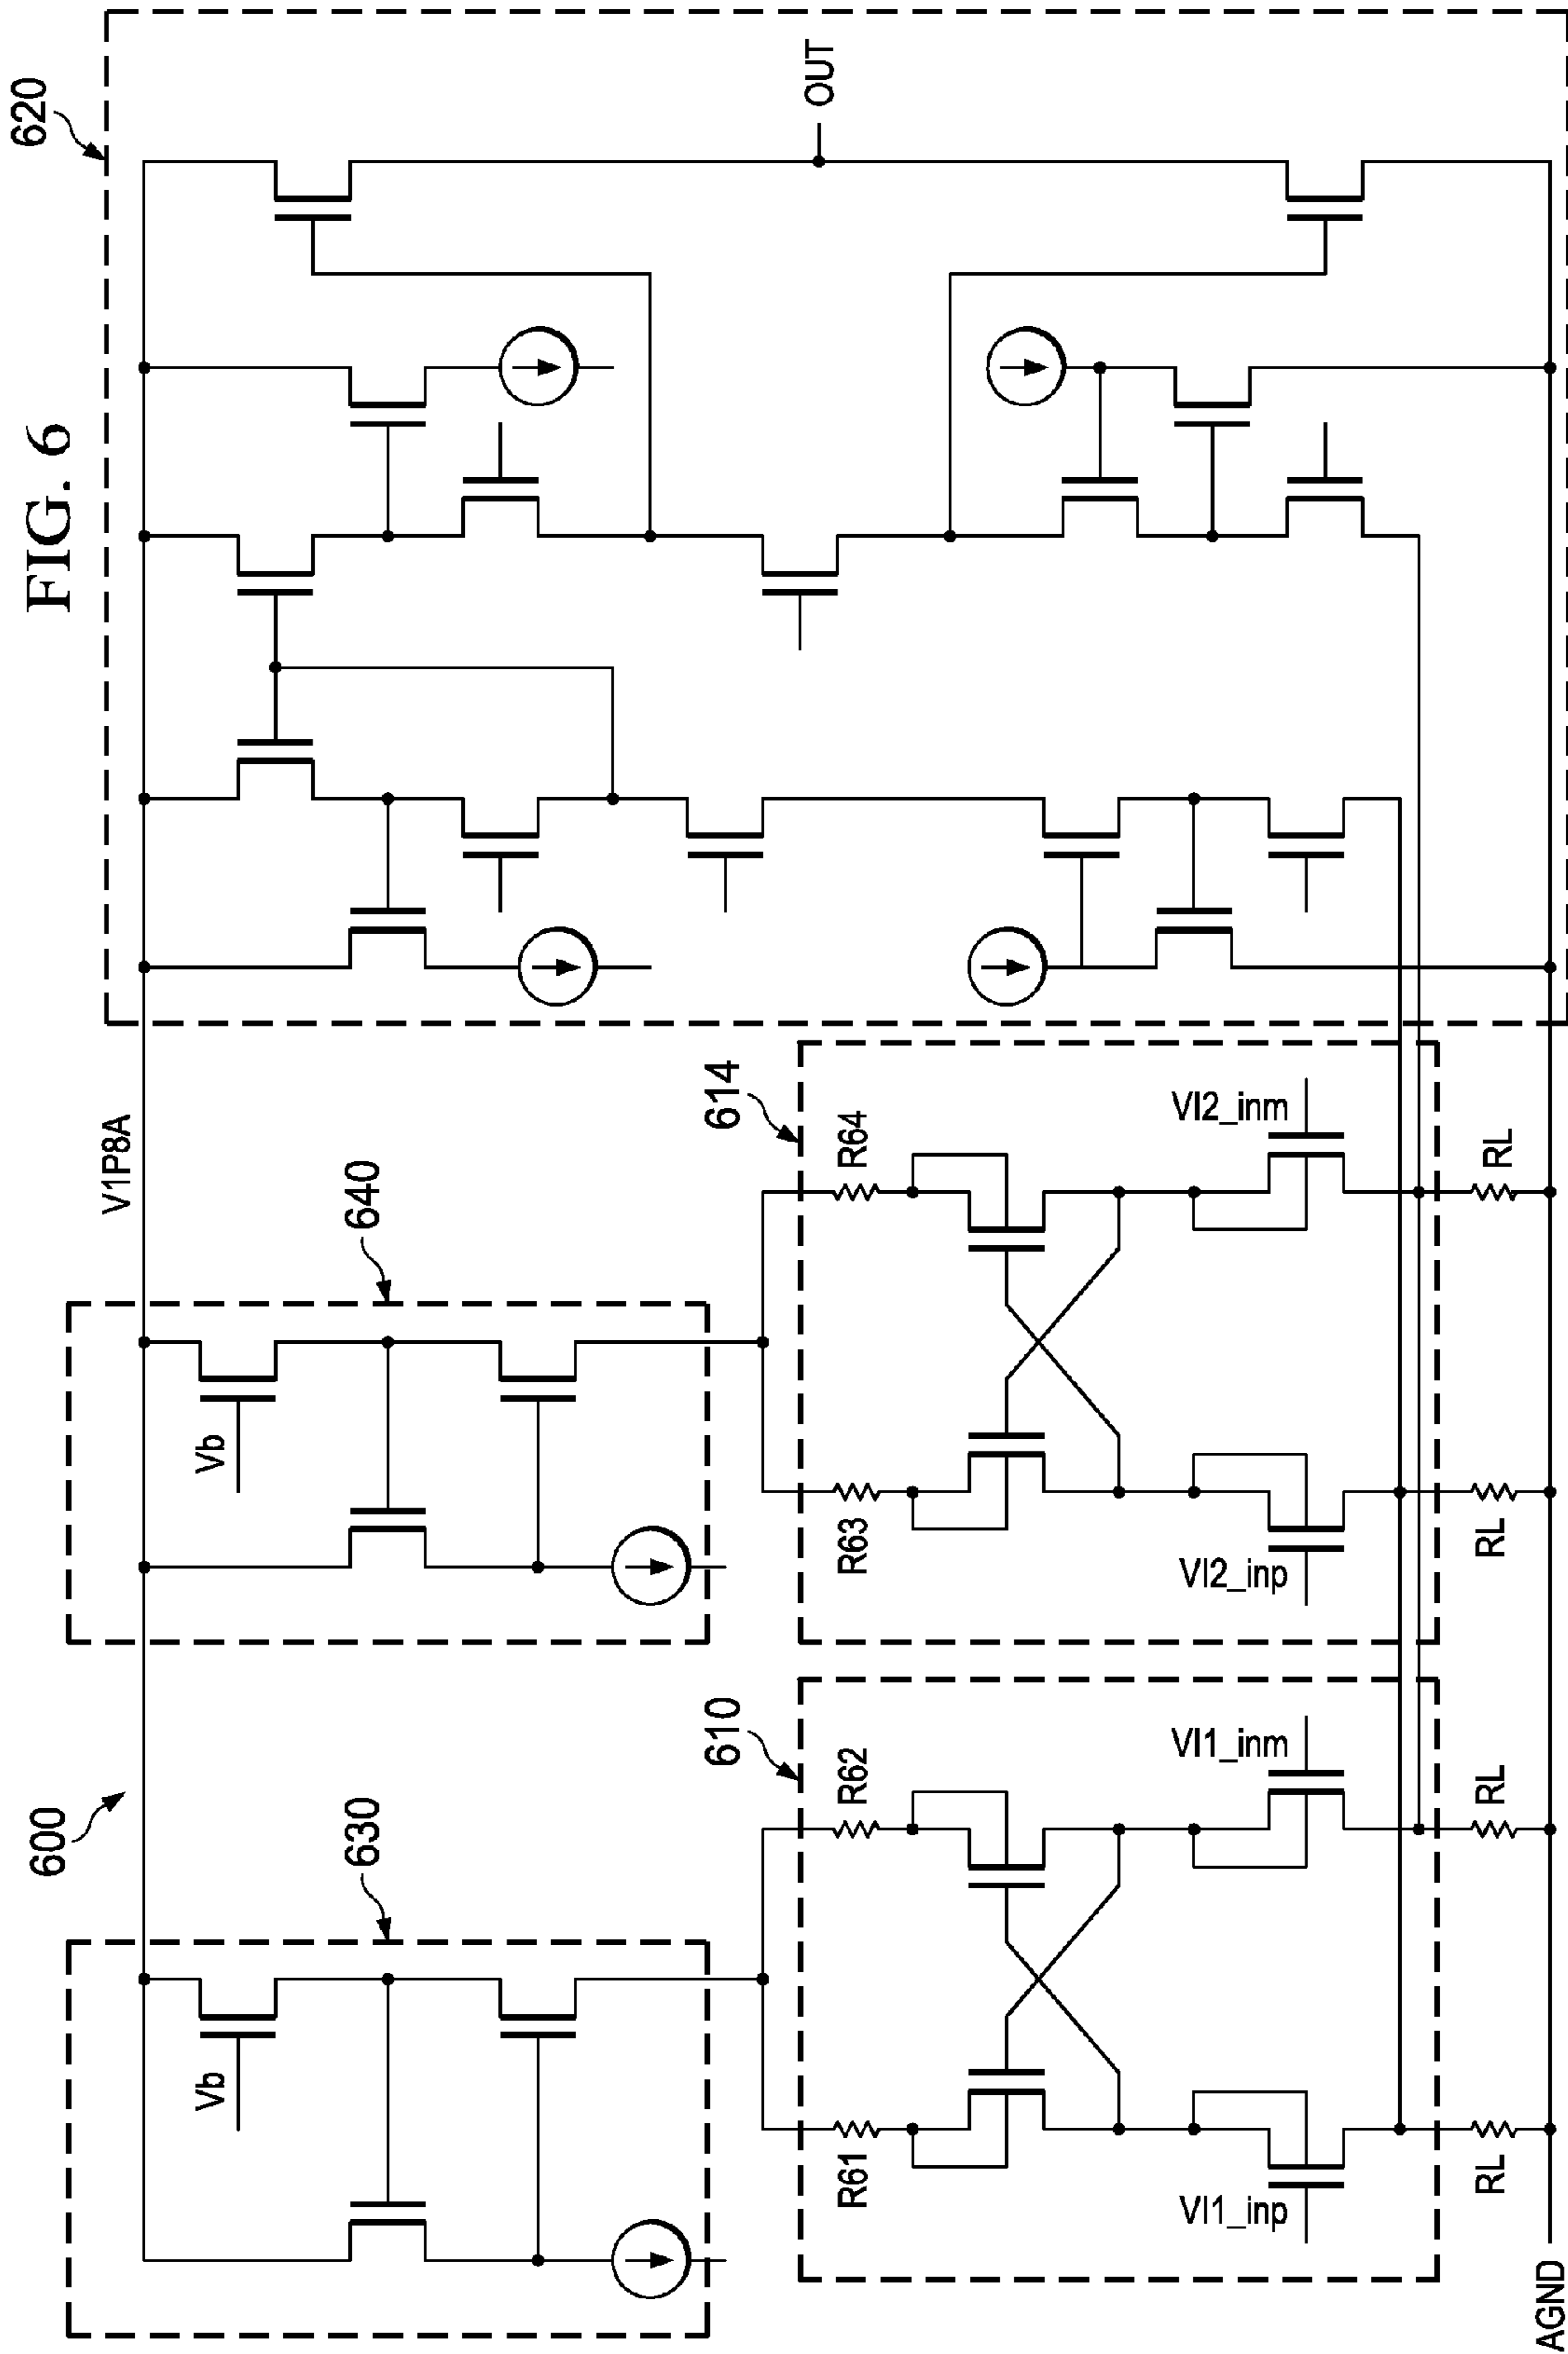 FIG. 6
600
V1P8A
620
630
640
Vb
Vb
610
614
R61
R62
R63
R64
VI1_inp
VI1_inm
VI2_inp
VI2_inm
RL
RL
RL
RL
AGND
OUT